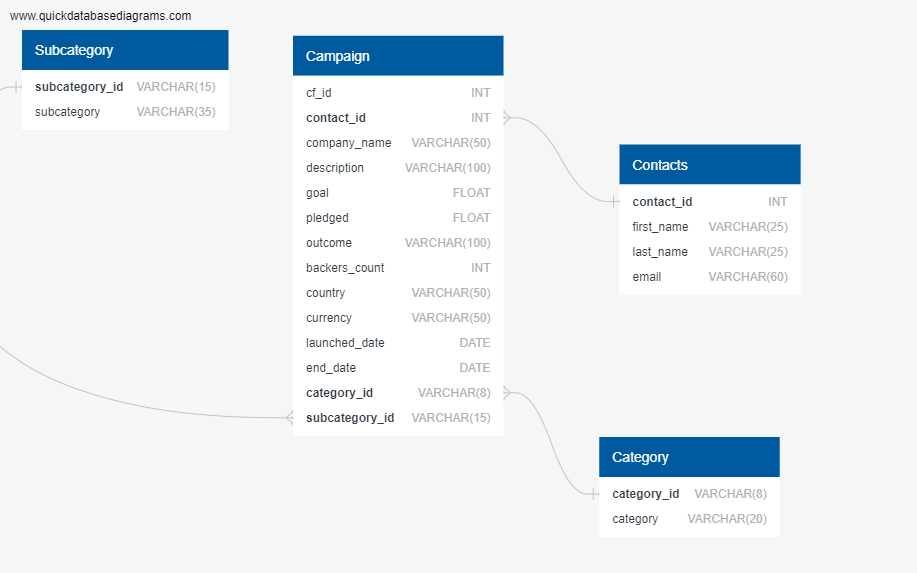 www.quickdatabasediagrams.com
Subcategory
subcategory_id VARCHAR(15)
subcategory VARCHAR(35)
Campaign
cf_id INT
contact_id INT
company_name VARCHAR(50)
description VARCHAR(100)
goal FLOAT
pledged FLOAT
outcome VARCHAR(100)
backers_count INT
country VARCHAR(50)
currency VARCHAR(50)
launched_date DATE
end_date DATE
category_id VARCHAR(8)
subcategory_id VARCHAR(15)
Contacts
contact_id INT
first_name VARCHAR(25)
last_name VARCHAR(25)
email VARCHAR(60)
Category
category_id VARCHAR(8)
category VARCHAR(20)